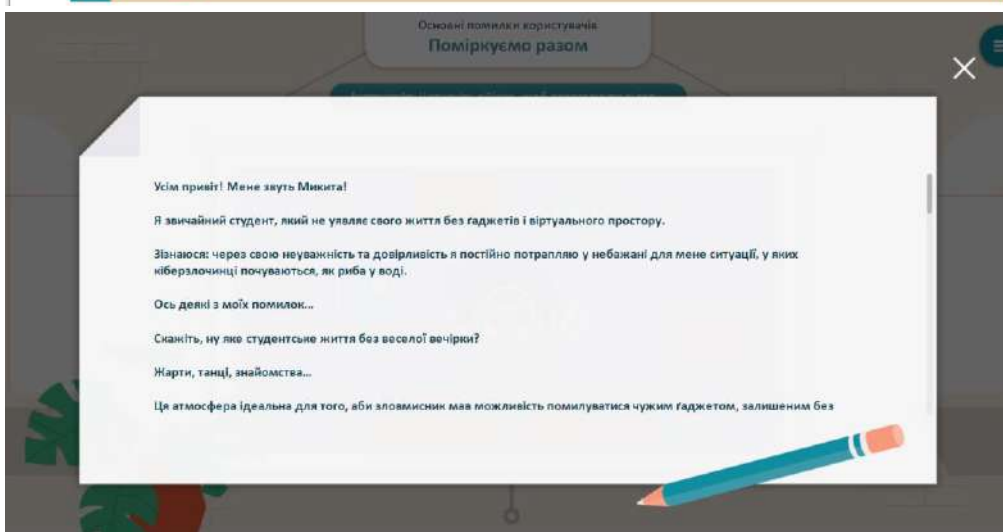 Основні помилки користувачів
Поміркуємо разом
Усім привіт! Мене звуть Микита!
Я звичайний студент, який не уявляє свого життя без ґаджетів і віртуального простору.
Зізнаюся: через свою неуважність та довірливість я постійно потрапляю у небажані для мене ситуації, у яких
кіберзлочинці почуваються, як риба у воді.
Ось деякі з моїх помилок...
Скажіть, ну яке студентське життя без веселої вечірки?
Жарти, танці, знайомства...
Ця атмосфера ідеальна для того, аби зловмисник мав можливість помилуватися чужим ґаджетом, залишеним без